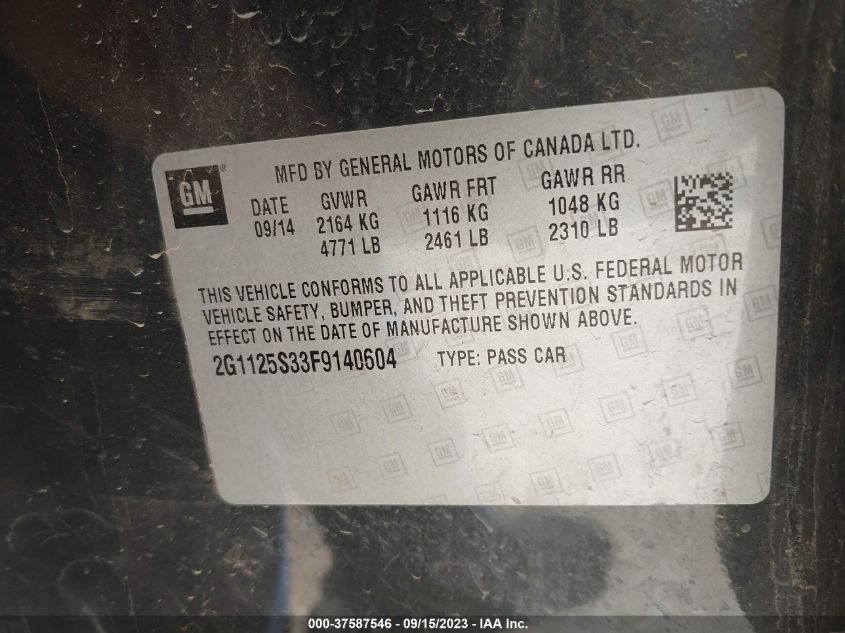 GM ®
MFD BY GENERAL MOTORS OF CANADA LTD.
DATE GVWR GAWR FRT GAWR RR
09/14 2164 KG 1116 KG 1048 KG
4771 LB 2461 LB 2310 LB
THIS VEHICLE CONFORMS TO ALL APPLICABLE U.S. FEDERAL MOTOR
VEHICLE SAFETY, BUMPER, AND THEFT PREVENTION STANDARDS IN
EFFECT ON THE DATE OF MANUFACTURE SHOWN ABOVE.
2G1125S33F9140604 TYPE: PASS CAR
000-37587546 - 09/15/2023 - IAA Inc.